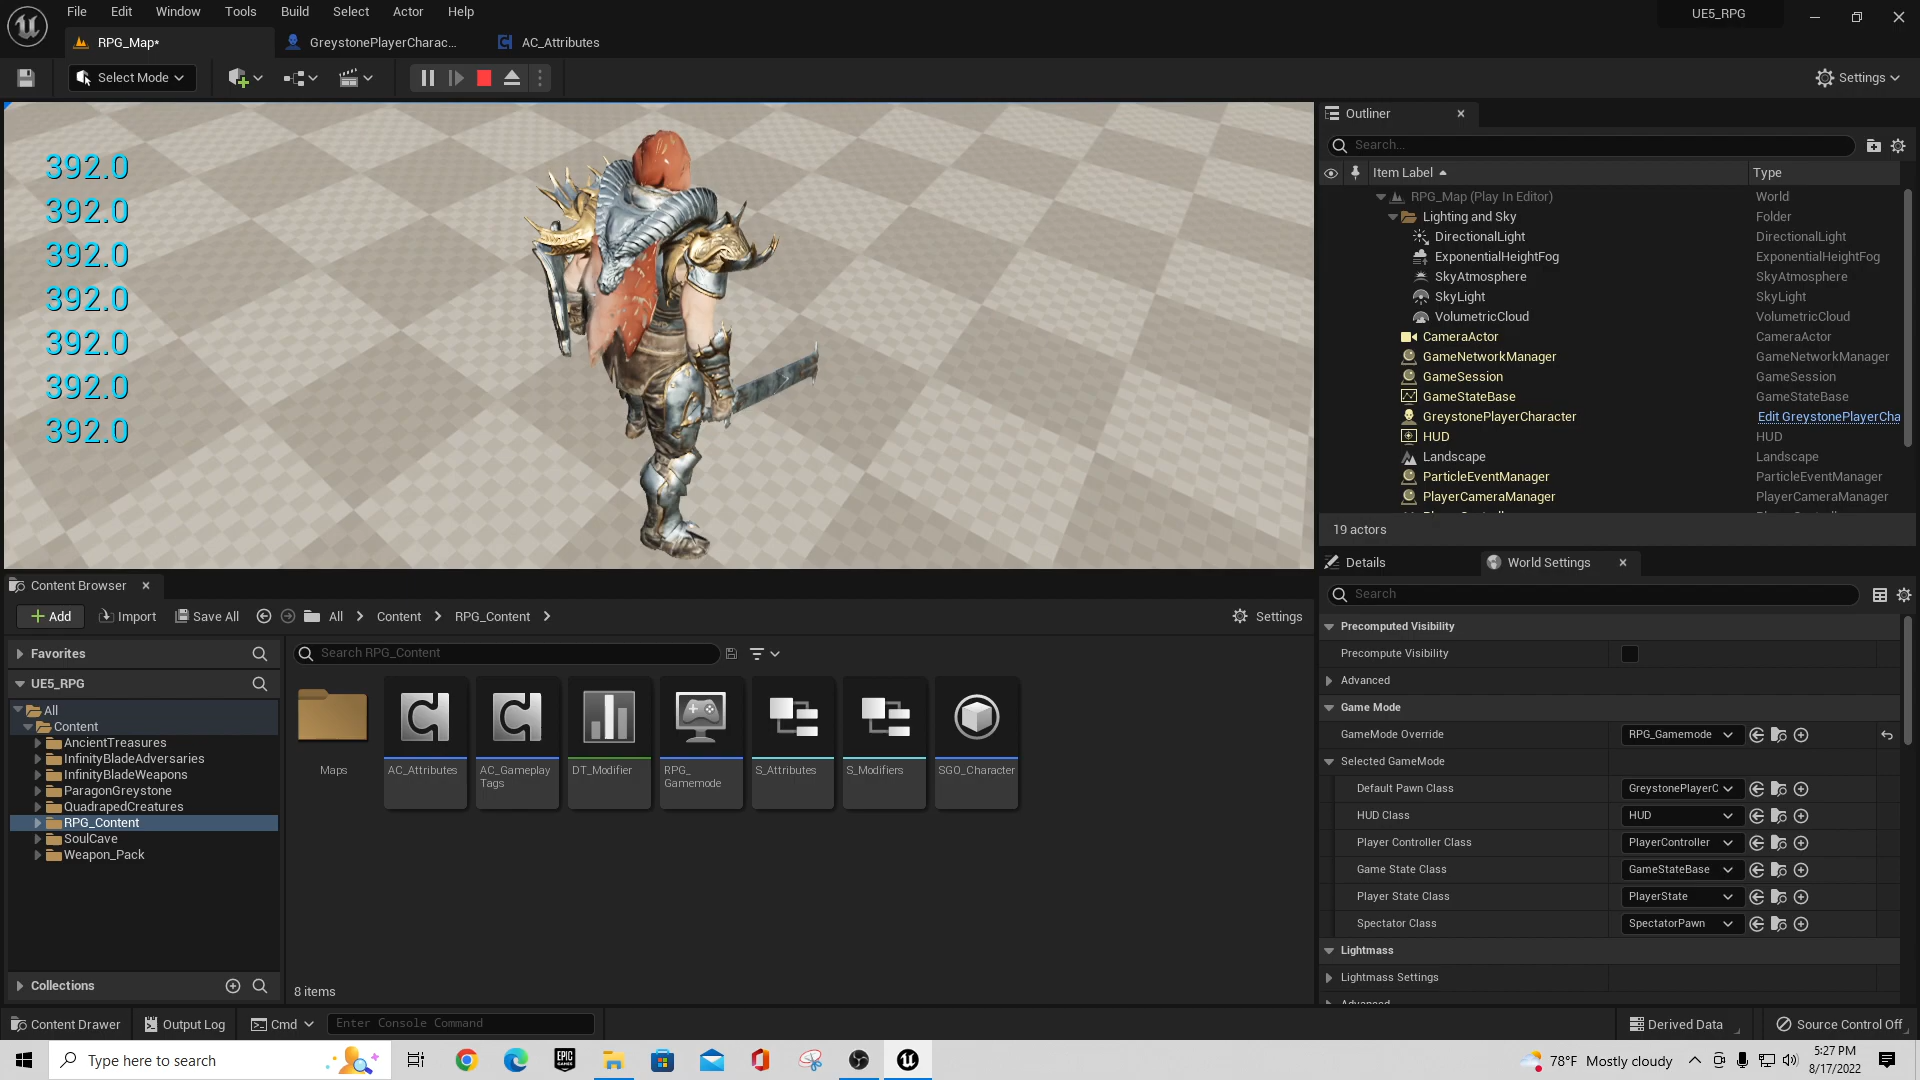 File Edit Window Tools Build Select Actor Help
UE5_RPG
RPG_Map*
GreystonePlayerCharac...
AC_Attributes
Select Mode
Settings
392.0
392.0
392.0
392.0
392.0
392.0
392.0
Outliner
Search...
Item Label Type
RPG_Map (Play In Editor) World
Lighting and Sky Folder
DirectionalLight DirectionalLight
ExponentialHeightFog ExponentialHeightFog
SkyAtmosphere SkyAtmosphere
SkyLight SkyLight
VolumetricCloud VolumetricCloud
CameraActor CameraActor
GameNetworkManager GameNetworkManager
GameSession GameSession
GameStateBase GameStateBase
GreystonePlayerCharacter Edit GreystonePlayerCha
HUD HUD
Landscape Landscape
ParticleEventManager ParticleEventManager
PlayerCameraManager PlayerCameraManager
19 actors
Details
World Settings
Search
Precomputed Visibility
Precompute Visibility
Advanced
Game Mode
GameMode Override RPG_Gamemode
Selected GameMode
Default Pawn Class GreystonePlayerC
HUD Class HUD
Player Controller Class PlayerController
Game State Class GameStateBase
Player State Class PlayerState
Spectator Class SpectatorPawn
Lightmass
Lightmass Settings
Advanced
Content Browser
Add Import Save All All Content RPG_Content Settings
Favorites
UE5_RPG
All
Content
AncientTreasures
InfinityBladeAdversaries
InfinityBladeWeapons
ParagonGreystone
QuadrapedCreatures
RPG_Content
SoulCave
Weapon_Pack
Collections
Search RPG_Content
Maps
AC_Attributes
AC_Gameplay
Tags
DT_Modifier
RPG_
Gamemode
S_Attributes
S_Modifiers
SGO_Character
8 items
Content Drawer Output Log Cmd Enter Console Command Derived Data Source Control Off
Type here to search
EPIC
GAMES
78°F Mostly cloudy
5:27 PM
8/17/2022